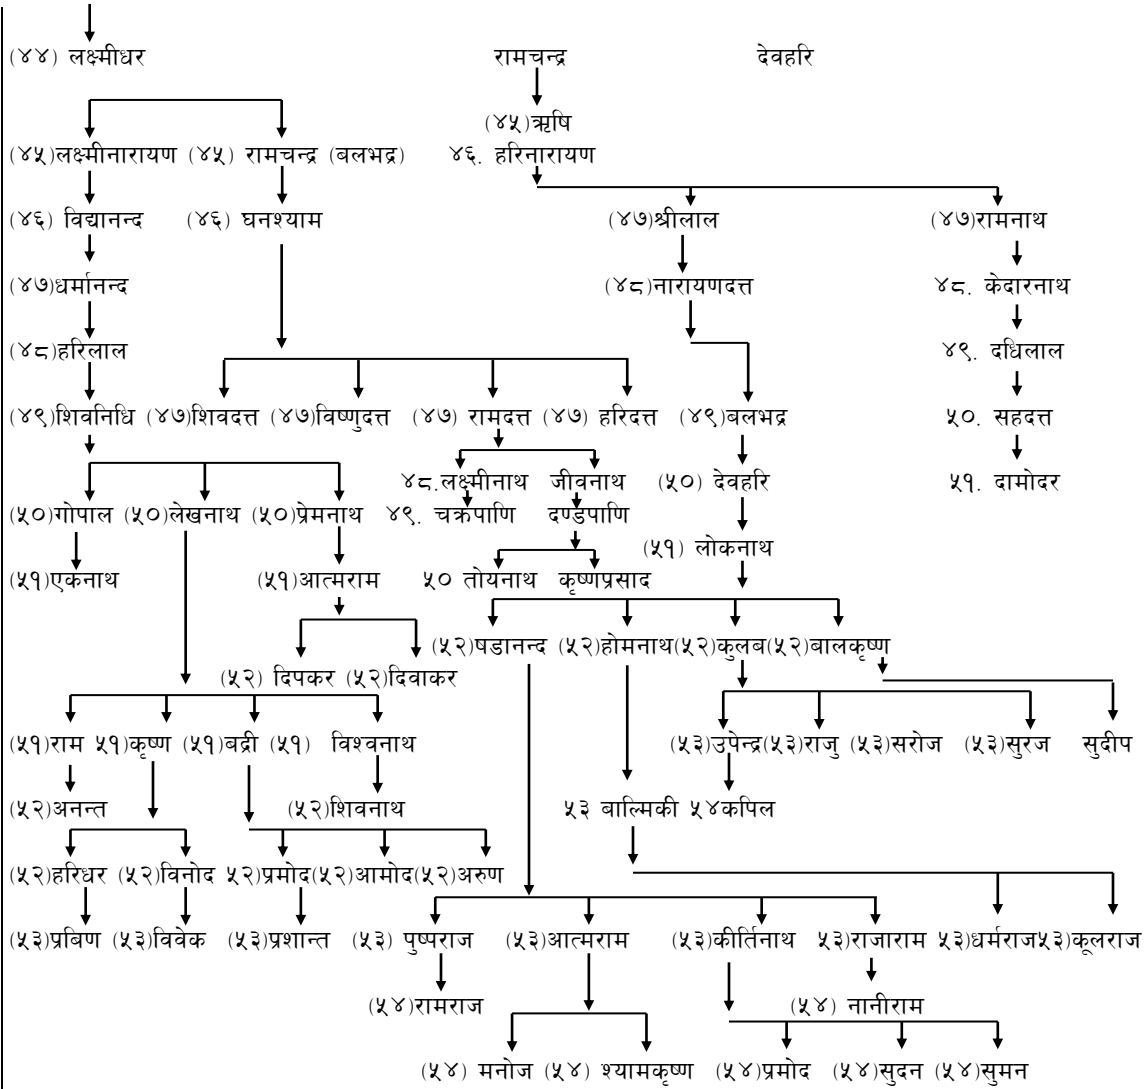 (४४) लक्ष्मीधर रामचन्द्र देवहरि
(४५)ऋषि
(४५)लक्ष्मीनारायण (४५) रामचन्द्र (बलभद्र) ४६. हरिनारायण
(४६) विद्यानन्द (४६) घनश्याम (४७)श्रीलाल (४७)रामनाथ
(४७)धर्मानन्द (४८)नारायणदत्त ४८. केदारनाथ
(४८)हरिलाल ४९. दधिलाल
(४९)शिवनिधि (४७)शिवदत्त (४७)विष्णुदत्त (४७) रामदत्त (४७) हरिदत्त (४९)बलभद्र ५०. सहदत्त
४८.लक्ष्मीनाथ जीवनाथ (५०) देवहरि ५१. दामोदर
(५०)गोपाल (५०)लेखनाथ (५०)प्रेमनाथ ४९. चक्रपाणि दण्डपाणि
(५१) लोकनाथ
(५१)एकनाथ (५१)आत्मराम ५० तोयनाथ कृष्णप्रसाद
(५२)षडानन्द (५२)होमनाथ(५२)कुलब(५२)बालकृष्ण
(५२) दिपकर (५२)दिवाकर
(५१)राम ५१)कृष्ण (५१)बद्री (५१) विश्वनाथ (५३)उपेन्द्र(५३)राजु (५३)सरोज (५३)सुरज सुदीप
(५२)अनन्त (५२)शिवनाथ ५३ बाल्मिकी ५४कपिल
(५२)हरिधर (५२)विनोद ५२)प्रमोद(५२)आमोद(५२)अरुण
(५३)प्रबिण (५३)विवेक (५३)प्रशान्त (५३) पुष्पराज (५३)आत्मराम (५३)कीर्तिनाथ ५३)राजाराम ५३)धर्मराज५३)कूलराज
(५४)रामराज (५४) नानीराम
(५४) मनोज (५४) श्यामकृष्ण (५४)प्रमोद (५४)सुदन (५४)सुमन